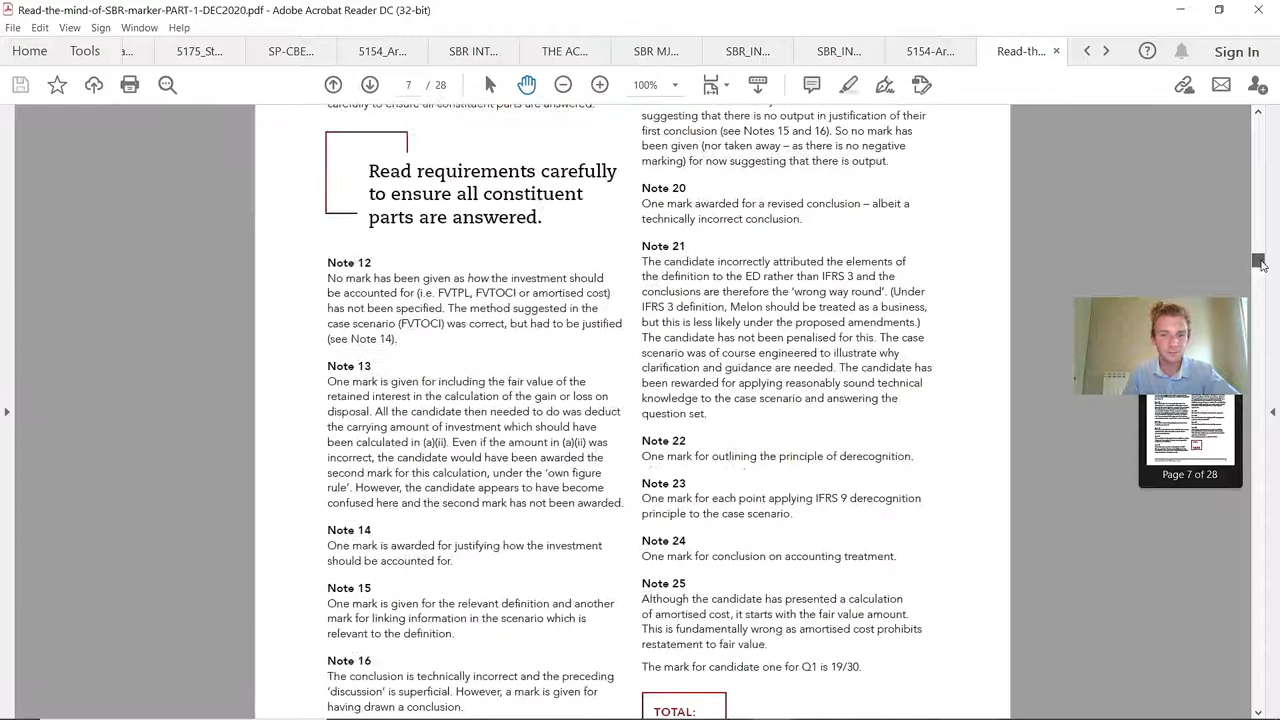 Read-the-mind-of-SBR-marker-PART-1-DEC2020.pdf - Adobe Acrobat Reader DC (32-bit)
File Edit View Sign Window Help
Home Tools a... 5175_St... SP-CBE... 5154_Ar... SBR INT... THE AC... SBR MJ... SBR_IN... SBR_IN... 5154-Ar... Read-th... × Sign In
7 / 28 100%
carefully to ensure all constituent parts are answered.
Read requirements carefully
to ensure all constituent
parts are answered.
Note 12
No mark has been given as how the investment should
be accounted for (i.e. FVTPL, FVTOCI or amortised cost)
has not been specified. The method suggested in the
case scenario (FVTOCI) was correct, but had to be justified
(see Note 14).
Note 13
One mark is given for including the fair value of the
retained interest in the calculation of the gain or loss on
disposal. All the candidate then needed to do was deduct
the carrying amount of investment which should have
been calculated in (a)(ii). Even if the amount in (a)(ii) was
incorrect, the candidate would have been awarded the
second mark for this calculation, under the 'own figure
rule'. However, the candidate appears to have become
confused here and the second mark has not been awarded.
Note 14
One mark is awarded for justifying how the investment
should be accounted for.
Note 15
One mark is given for the relevant definition and another
mark for linking information in the scenario which is
relevant to the definition.
Note 16
The conclusion is technically incorrect and the preceding
'discussion' is superficial. However, a mark is given for
having drawn a conclusion.
suggesting that there is no output in justification of their
first conclusion (see Notes 15 and 16). So no mark has
been given (nor taken away – as there is no negative
marking) for now suggesting that there is output.
Note 20
One mark awarded for a revised conclusion – albeit a
technically incorrect conclusion.
Note 21
The candidate incorrectly attributed the elements of
the definition to the ED rather than IFRS 3 and the
conclusions are therefore the 'wrong way round'. (Under
IFRS 3 definition, Melon should be treated as a business,
but this is less likely under the proposed amendments.)
The candidate has not been penalised for this. The case
scenario was of course engineered to illustrate why
clarification and guidance are needed. The candidate has
been rewarded for applying reasonably sound technical
knowledge to the case scenario and answering the
question set.
Note 22
One mark for outlining the principle of derecognition.
Note 23
One mark for each point applying IFRS 9 derecognition
principle to the case scenario.
Note 24
One mark for conclusion on accounting treatment.
Note 25
Although the candidate has presented a calculation
of amortised cost, it starts with the fair value amount.
This is fundamentally wrong as amortised cost prohibits
restatement to fair value.
The mark for candidate one for Q1 is 19/30.
TOTAL:
Page 7 of 28